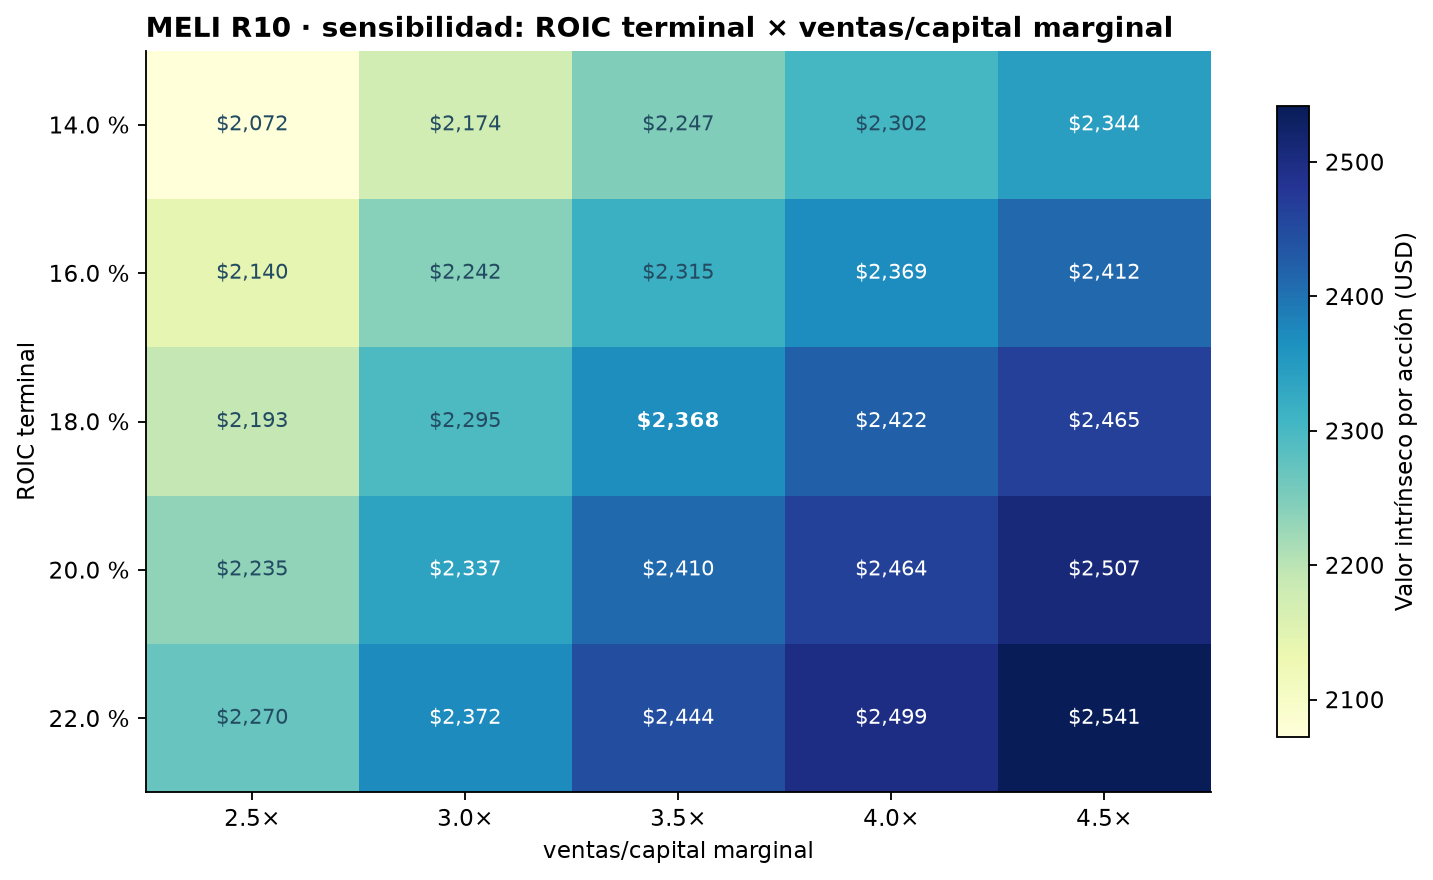 MELI R10 · sensibilidad: ROIC terminal × ventas/capital marginal
14.0 % $2,072 $2,174 $2,247 $2,302 $2,344
16.0 % $2,140 $2,242 $2,315 $2,369 $2,412
18.0 % $2,193 $2,295 $2,368 $2,422 $2,465
20.0 % $2,235 $2,337 $2,410 $2,464 $2,507
22.0 % $2,270 $2,372 $2,444 $2,499 $2,541
2.5× 3.0× 3.5× 4.0× 4.5×
ventas/capital marginal
ROIC terminal
2500
2400
2300
2200
2100
Valor intrínseco por acción (USD)